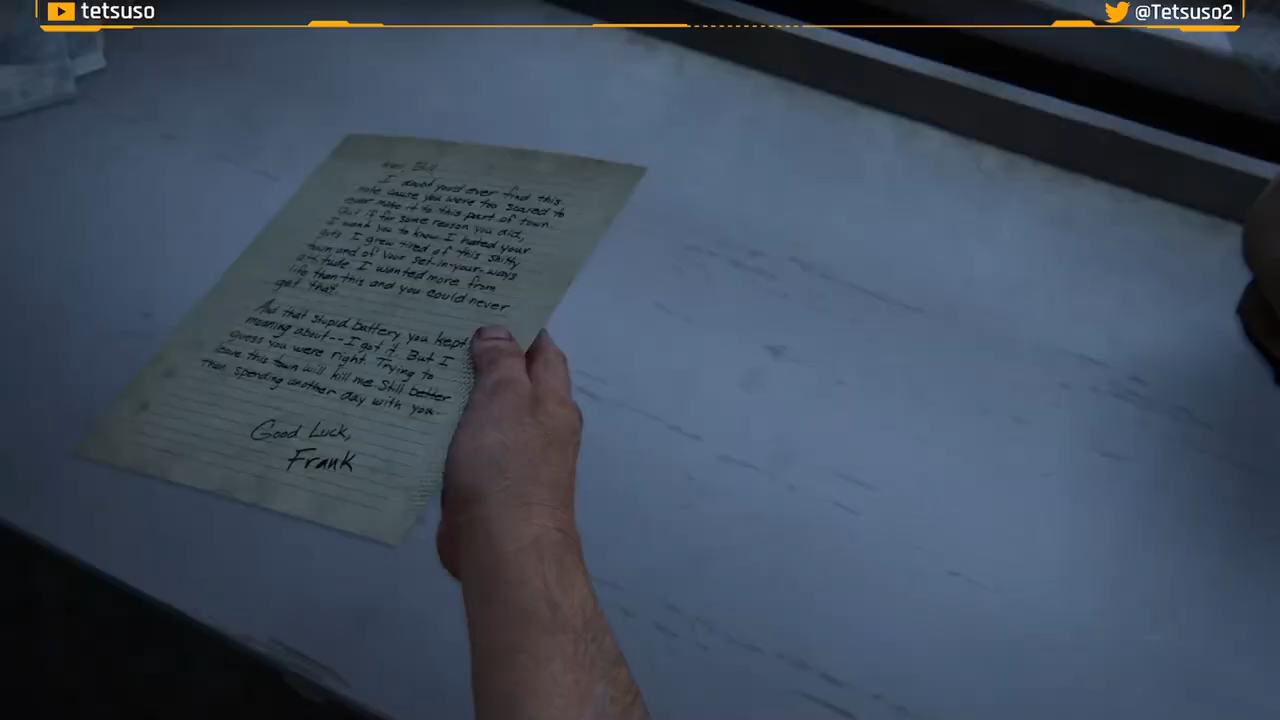 tetsuso
@Tetsuso2
Hey, Bill,
I doubt you'd ever find this
note cause you were too scared to
ever make it to this part of town.
But if for some reason you did,
I want you to know I hated your
guts. I grew tired of this shitty
town and of your set-in-your-ways
attitude. I wanted more from
life than this and you could never
get that.
And that stupid battery, you kept
moaning about--I got it. But I
guess you were right. Trying to
leave this town will kill me. Still better
than spending another day with you.
Good Luck,
Frank